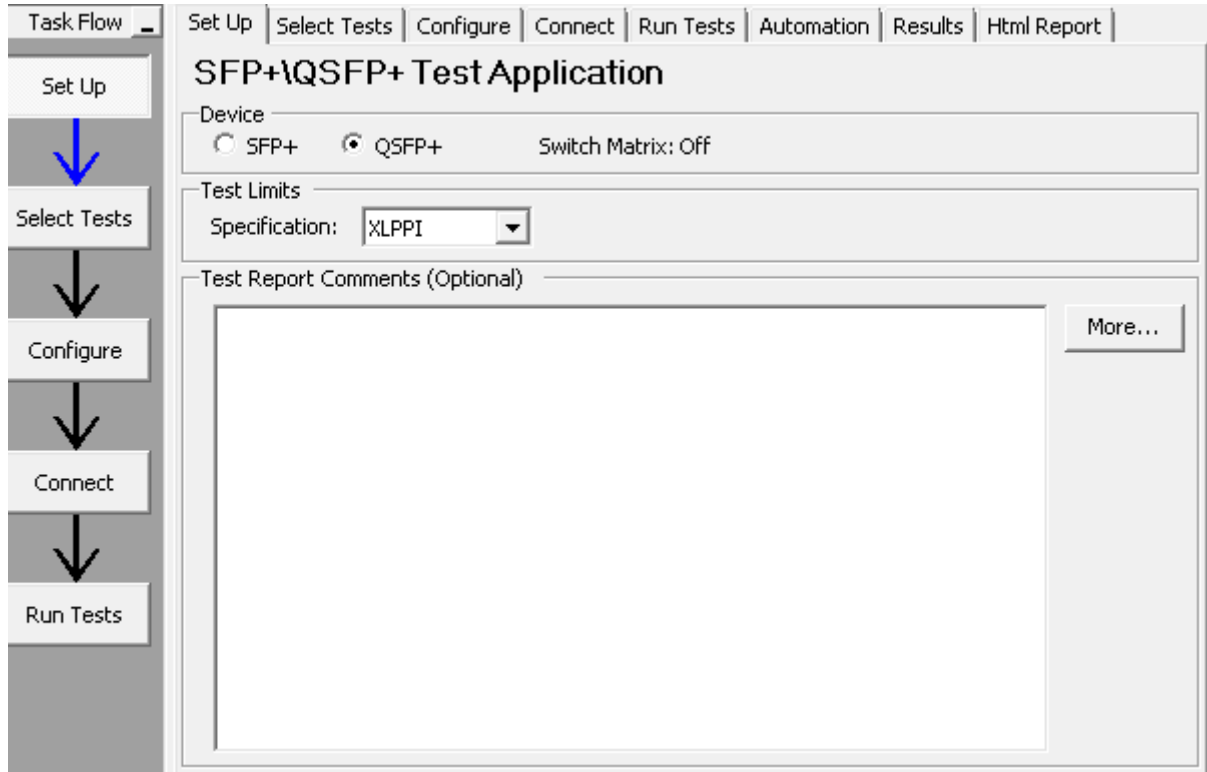 Task Flow
Set Up Select Tests Configure Connect Run Tests Automation Results Html Report
Set Up
Select Tests
Configure
Connect
Run Tests
SFP+\QSFP+ Test Application
Device
SFP+ QSFP+ Switch Matrix: Off
Test Limits
Specification: XLPPI
Test Report Comments (Optional)
More...